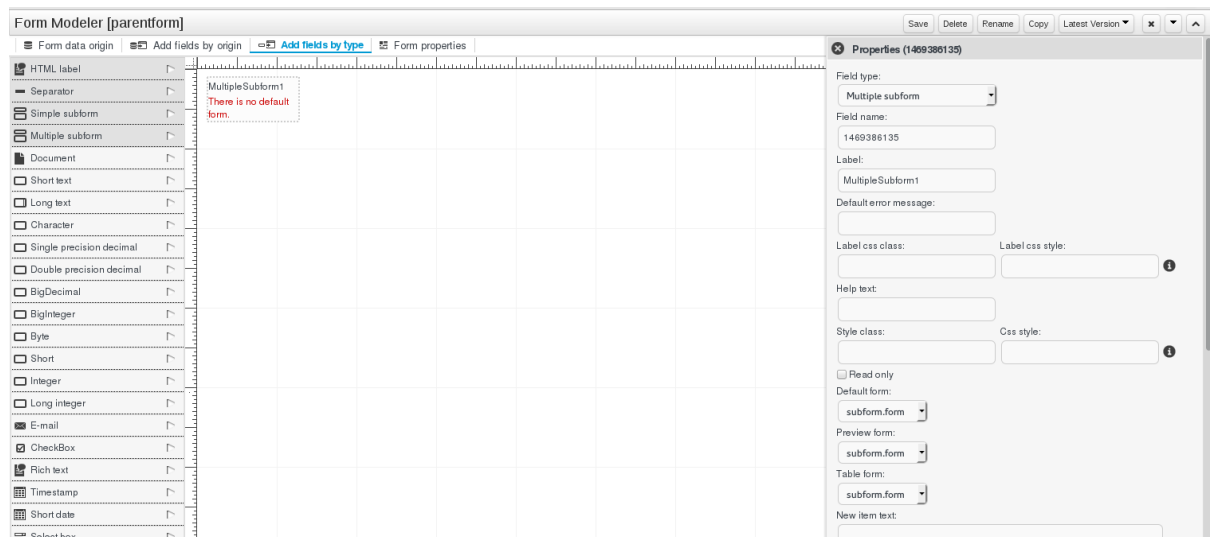 Form Modeler [parentform]
Save Delete Rename Copy Latest Version
Form data origin Add fields by origin Add fields by type Form properties
Properties (1469386135)
HTML label
Separator
Simple subform
Multiple subform
Document
Short text
Long text
Character
Single precision decimal
Double precision decimal
BigDecimal
BigInteger
Byte
Short
Integer
Long integer
E-mail
CheckBox
Rich text
Timestamp
Short date
Select box
MultipleSubform1
There is no default
form.
Field type:
Multiple subform
Field name:
1469386135
Label:
MultipleSubform1
Default error message:
Label css class: Label css style:
Help text:
Style class: Css style:
Read only
Default form:
subform.form
Preview form:
subform.form
Table form:
subform.form
New item text: